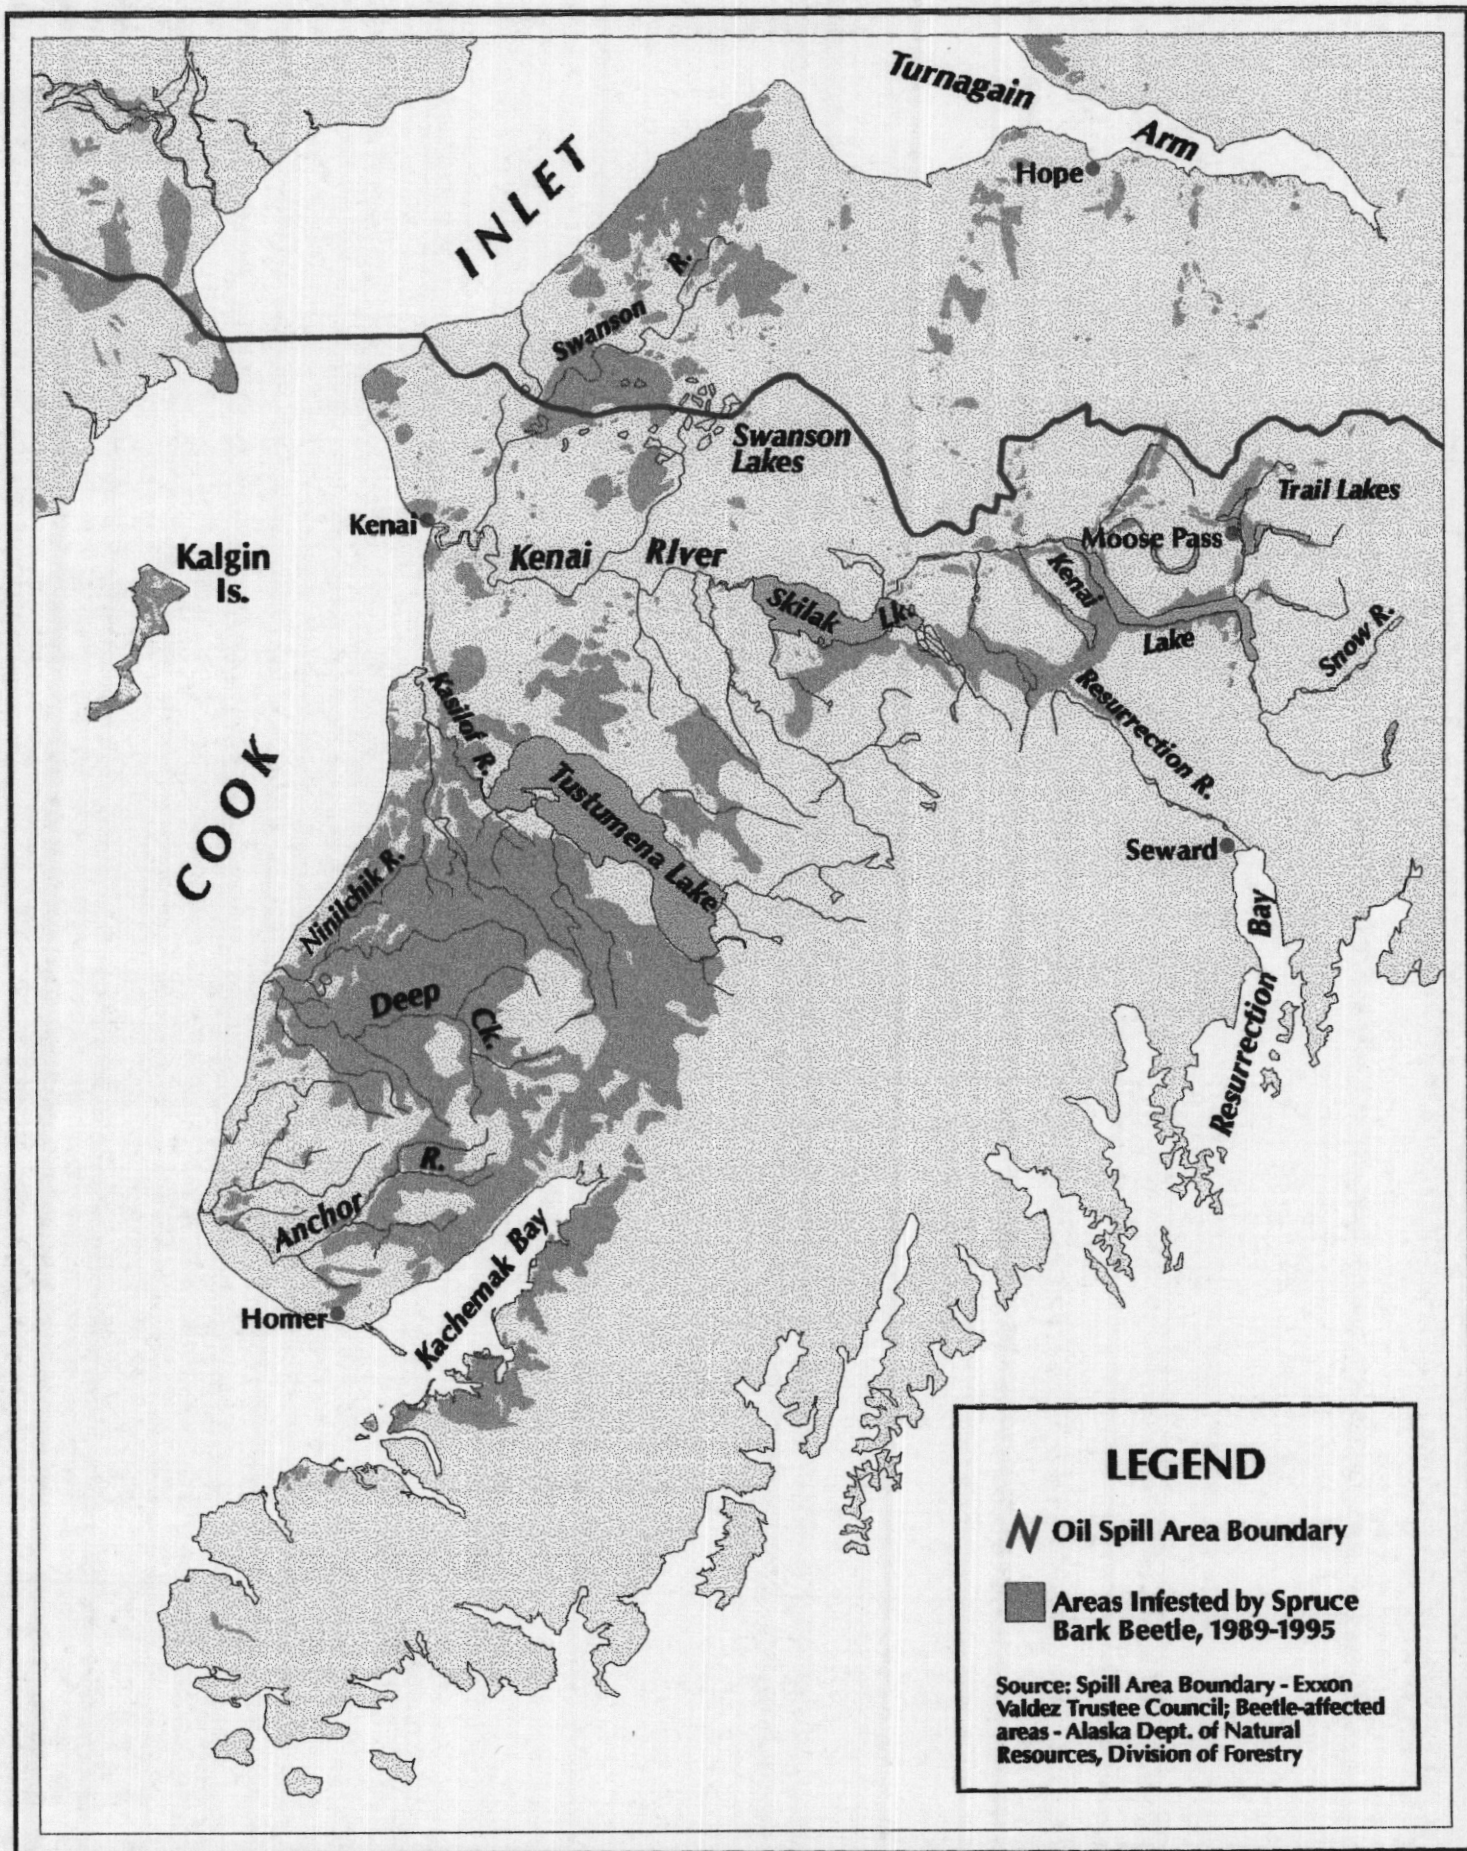 Turnagain
Arm
INLET
Hope
Swanson
R.
Swanson
Lakes
Trail Lakes
Kenai
Moose Pass
Kalgin
Is.
Kenai
RIver
Kenai
Skilak
Lk.
Lake
Snow R.
Kasilof R.
Resurrection R.
COOK
Tustumena Lake
Seward
Ninilchik R.
Bay
Deep
Ck.
Resurrection
R.
Anchor
Kachemak Bay
Homer
LEGEND
Oil Spill Area Boundary
Areas Infested by Spruce
Bark Beetle, 1989-1995
Source: Spill Area Boundary - Exxon
Valdez Trustee Council; Beetle-affected
areas - Alaska Dept. of Natural
Resources, Division of Forestry